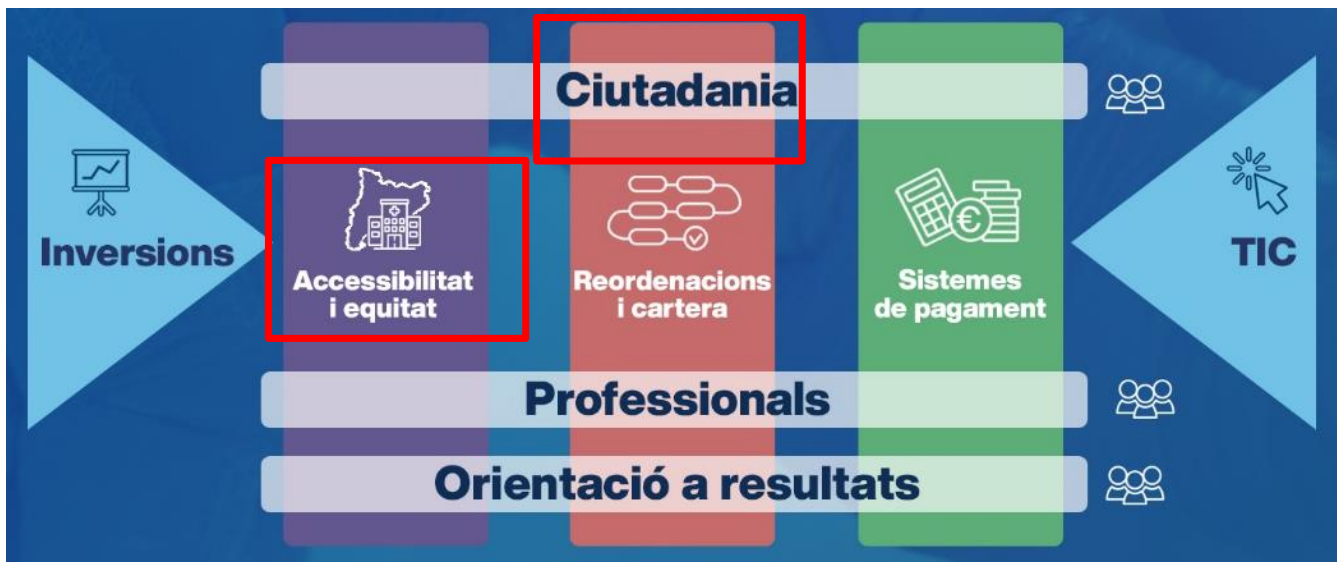 Ciutadania
Inversions
Accessibilitat
i equitat
Reordenacions
i cartera
€
Sistemes
de pagament
TIC
Professionals
Orientació a resultats